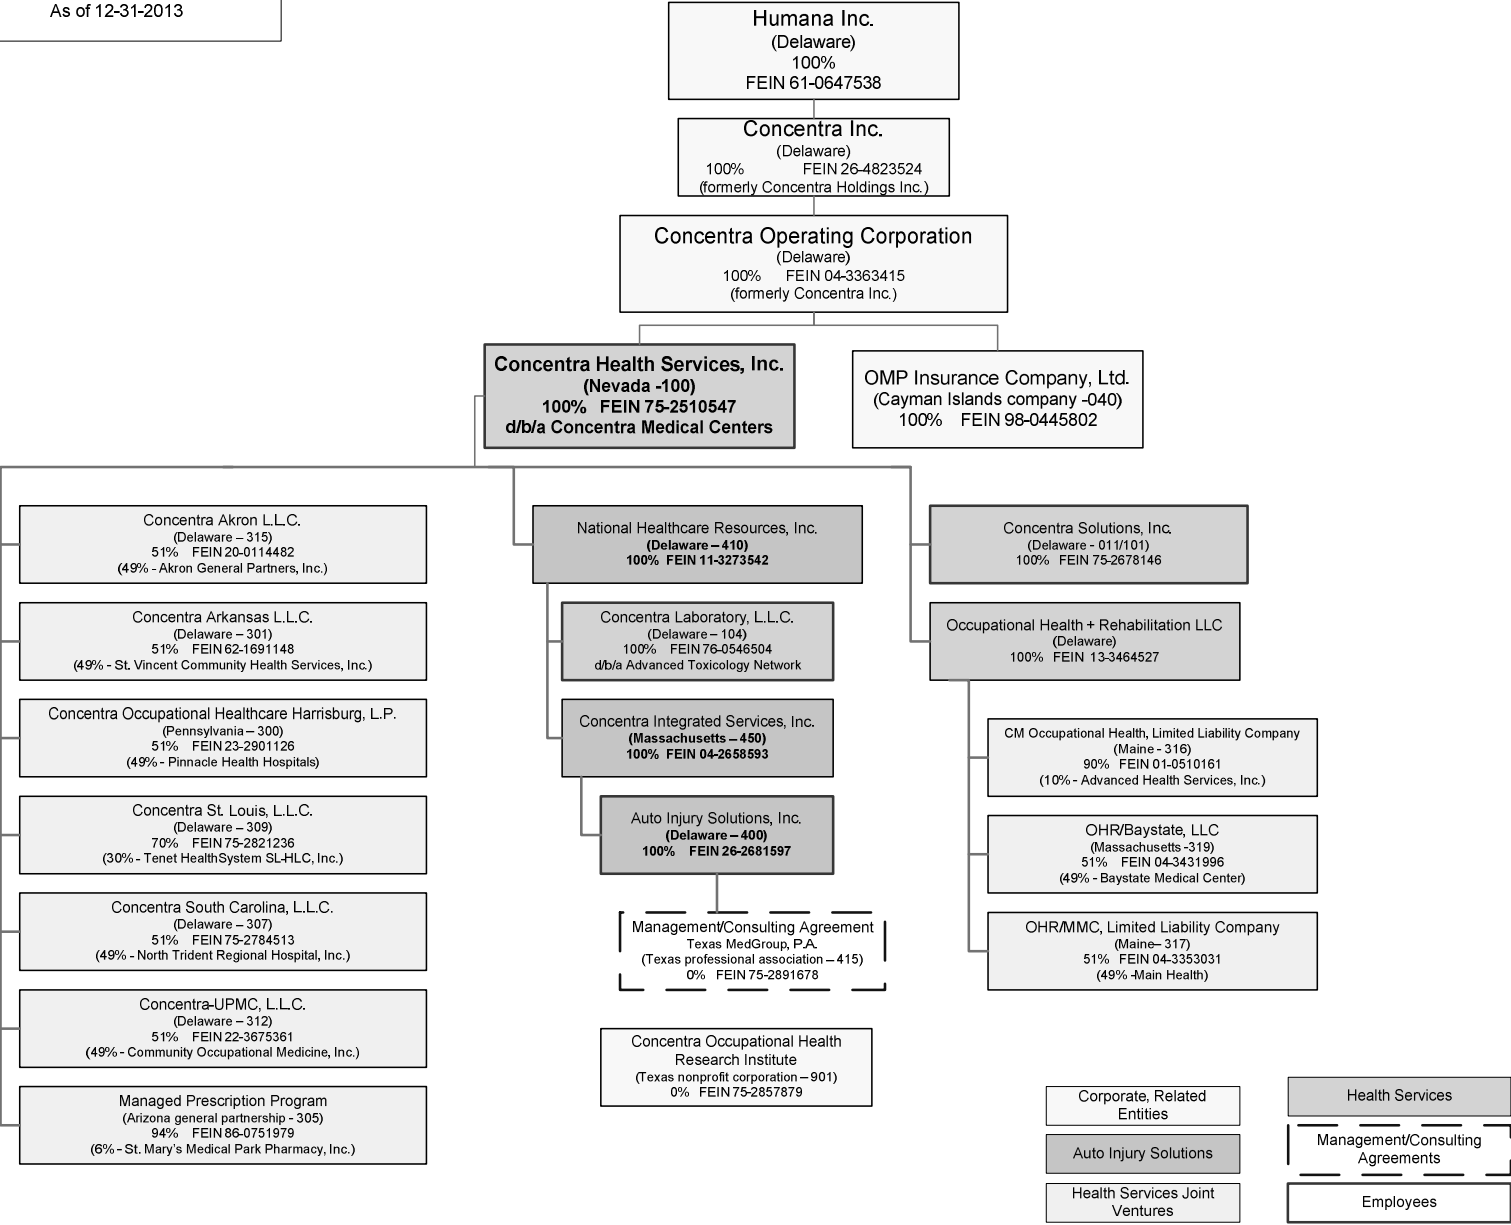 As of 12-31-2013
Humana Inc.
(Delaware)
100%
FEIN 61-0647538
Concentra Inc.
(Delaware)
100% FEIN 26-4823524
(formerly Concentra Holdings Inc.)
Concentra Operating Corporation
(Delaware)
100% FEIN 04-3363415
(formerly Concentra Inc.)
Concentra Health Services, Inc.
(Nevada -100)
100% FEIN 75-2510547
d/b/a Concentra Medical Centers
OMP Insurance Company, Ltd.
(Cayman Islands company -040)
100% FEIN 98-0445802
Concentra Akron L.L.C.
(Delaware – 315)
51% FEIN 20-0114482
(49% - Akron General Partners, Inc.)
Concentra Arkansas L.L.C.
(Delaware – 301)
51% FEIN 62-1691148
(49% - St. Vincent Community Health Services, Inc.)
Concentra Occupational Healthcare Harrisburg, L.P.
(Pennsylvania – 300)
51% FEIN 23-2901126
(49% - Pinnacle Health Hospitals)
Concentra St. Louis, L.L.C.
(Delaware – 309)
70% FEIN 75-2821236
(30% - Tenet HealthSystem SL-HLC, Inc.)
Concentra South Carolina, L.L.C.
(Delaware – 307)
51% FEIN 75-2784513
(49% - North Trident Regional Hospital, Inc.)
Concentra-UPMC, L.L.C.
(Delaware – 312)
51% FEIN 22-3675361
(49% - Community Occupational Medicine, Inc.)
Managed Prescription Program
(Arizona general partnership - 305)
94% FEIN 86-0751979
(6% - St. Mary's Medical Park Pharmacy, Inc.)
National Healthcare Resources, Inc.
(Delaware – 410)
100% FEIN 11-3273542
Concentra Laboratory, L.L.C.
(Delaware – 104)
100% FEIN 76-0546504
d/b/a Advanced Toxicology Network
Concentra Integrated Services, Inc.
(Massachusetts – 450)
100% FEIN 04-2658593
Auto Injury Solutions, Inc.
(Delaware – 400)
100% FEIN 26-2681597
Management/Consulting Agreement
Texas MedGroup, P.A.
(Texas professional association – 415)
0% FEIN 75-2891678
Concentra Occupational Health
Research Institute
(Texas nonprofit corporation – 901)
0% FEIN 75-2857879
Concentra Solutions, Inc.
(Delaware - 011/101)
100% FEIN 75-2678146
Occupational Health + Rehabilitation LLC
(Delaware)
100% FEIN 13-3464527
CM Occupational Health, Limited Liability Company
(Maine - 316)
90% FEIN 01-0510161
(10% - Advanced Health Services, Inc.)
OHR/Baystate, LLC
(Massachusetts -319)
51% FEIN 04-3431996
(49% - Baystate Medical Center)
OHR/MMC, Limited Liability Company
(Maine– 317)
51% FEIN 04-3353031
(49% -Main Health)
Corporate, Related
Entities
Auto Injury Solutions
Health Services Joint
Ventures
Health Services
Management/Consulting
Agreements
Employees